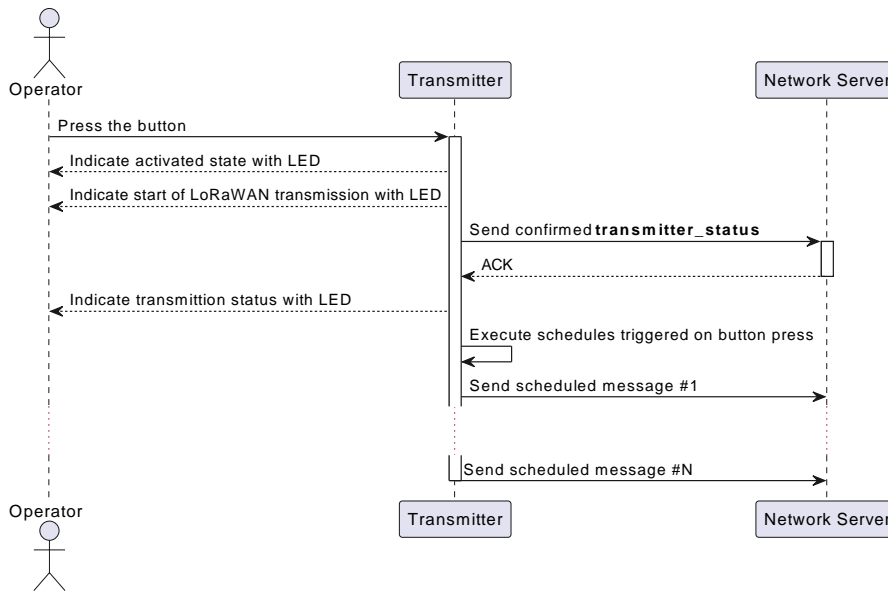 Operator
Transmitter
Network Server
Press the button
Indicate activated state with LED
Indicate start of LoRaWAN transmission with LED
Send confirmed transmitter_status
ACK
Indicate transmittion status with LED
Execute schedules triggered on button press
Send scheduled message #1
Send scheduled message #N
Operator
Transmitter
Network Server